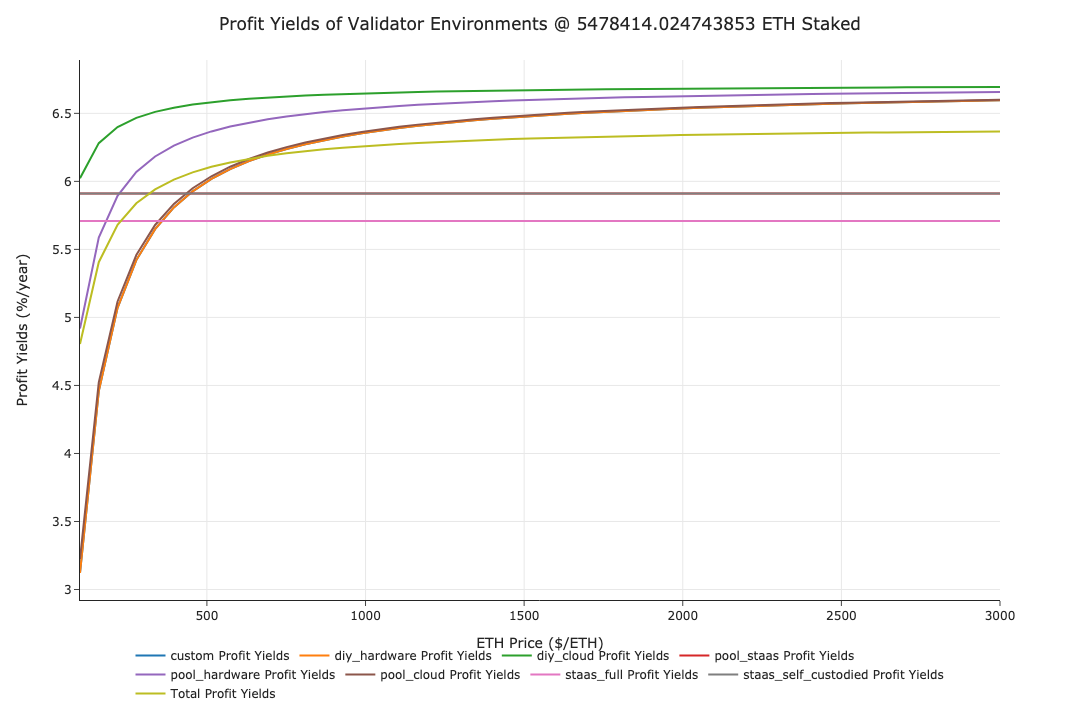 Profit Yields of Validator Environments @ 5478414.024743853 ETH Staked
Profit Yields (%/year)
6.5
6
5.5
5
4.5
4
3.5
3
500 1000 1500 2000 2500 3000
ETH Price ($/ETH)
custom Profit Yields diy_hardware Profit Yields diy_cloud Profit Yields pool_staas Profit Yields
pool_hardware Profit Yields pool_cloud Profit Yields staas_full Profit Yields staas_self_custodied Profit Yields
Total Profit Yields